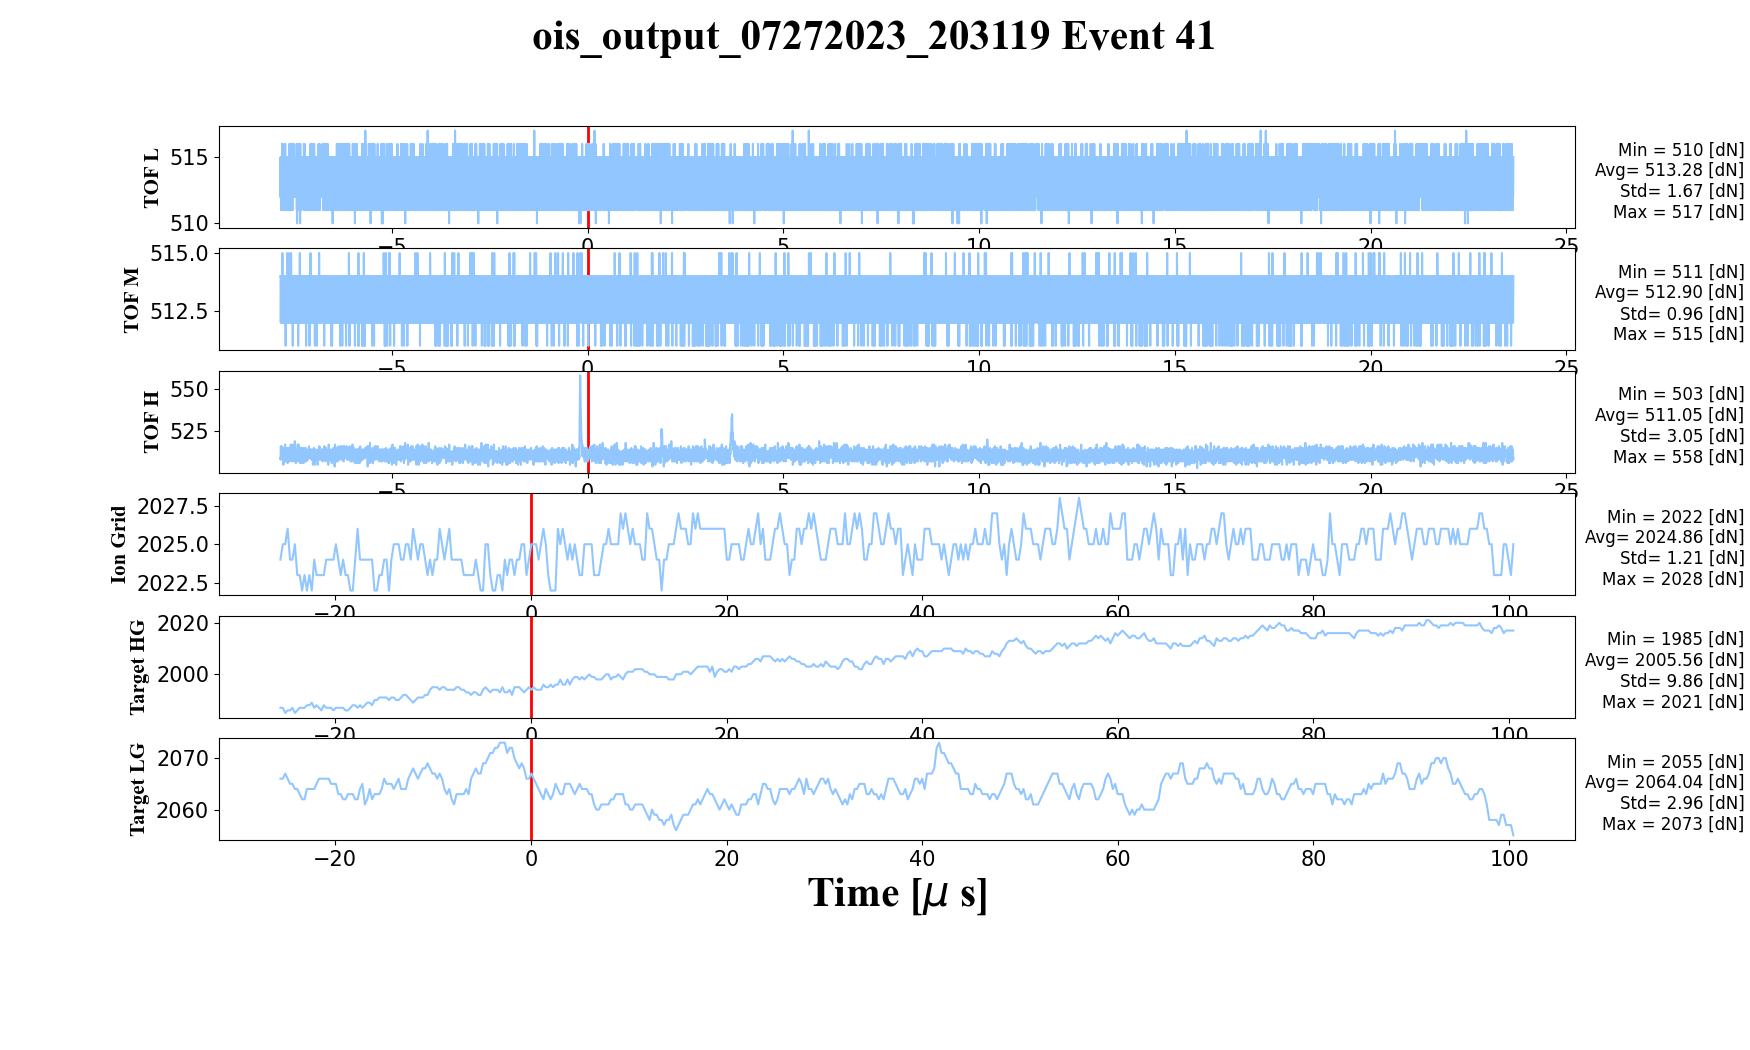 ois_output_07272023_203119 Event 41
TOF L
515
510
−5 0 5 10 15 20 25
Min = 510 [dN]
Avg= 513.28 [dN]
Std= 1.67 [dN]
Max = 517 [dN]
TOF M
515.0
512.5
−5 0 5 10 15 20 25
Min = 511 [dN]
Avg= 512.90 [dN]
Std= 0.96 [dN]
Max = 515 [dN]
TOF H
550
525
−5 0 5 10 15 20 25
Min = 503 [dN]
Avg= 511.05 [dN]
Std= 3.05 [dN]
Max = 558 [dN]
Ion Grid
2027.5
2025.0
2022.5
−20 0 20 40 60 80 100
Min = 2022 [dN]
Avg= 2024.86 [dN]
Std= 1.21 [dN]
Max = 2028 [dN]
Target HG
2020
2000
−20 0 20 40 60 80 100
Min = 1985 [dN]
Avg= 2005.56 [dN]
Std= 9.86 [dN]
Max = 2021 [dN]
Target LG
2070
2060
−20 0 20 40 60 80 100
Min = 2055 [dN]
Avg= 2064.04 [dN]
Std= 2.96 [dN]
Max = 2073 [dN]
Time [μ s]